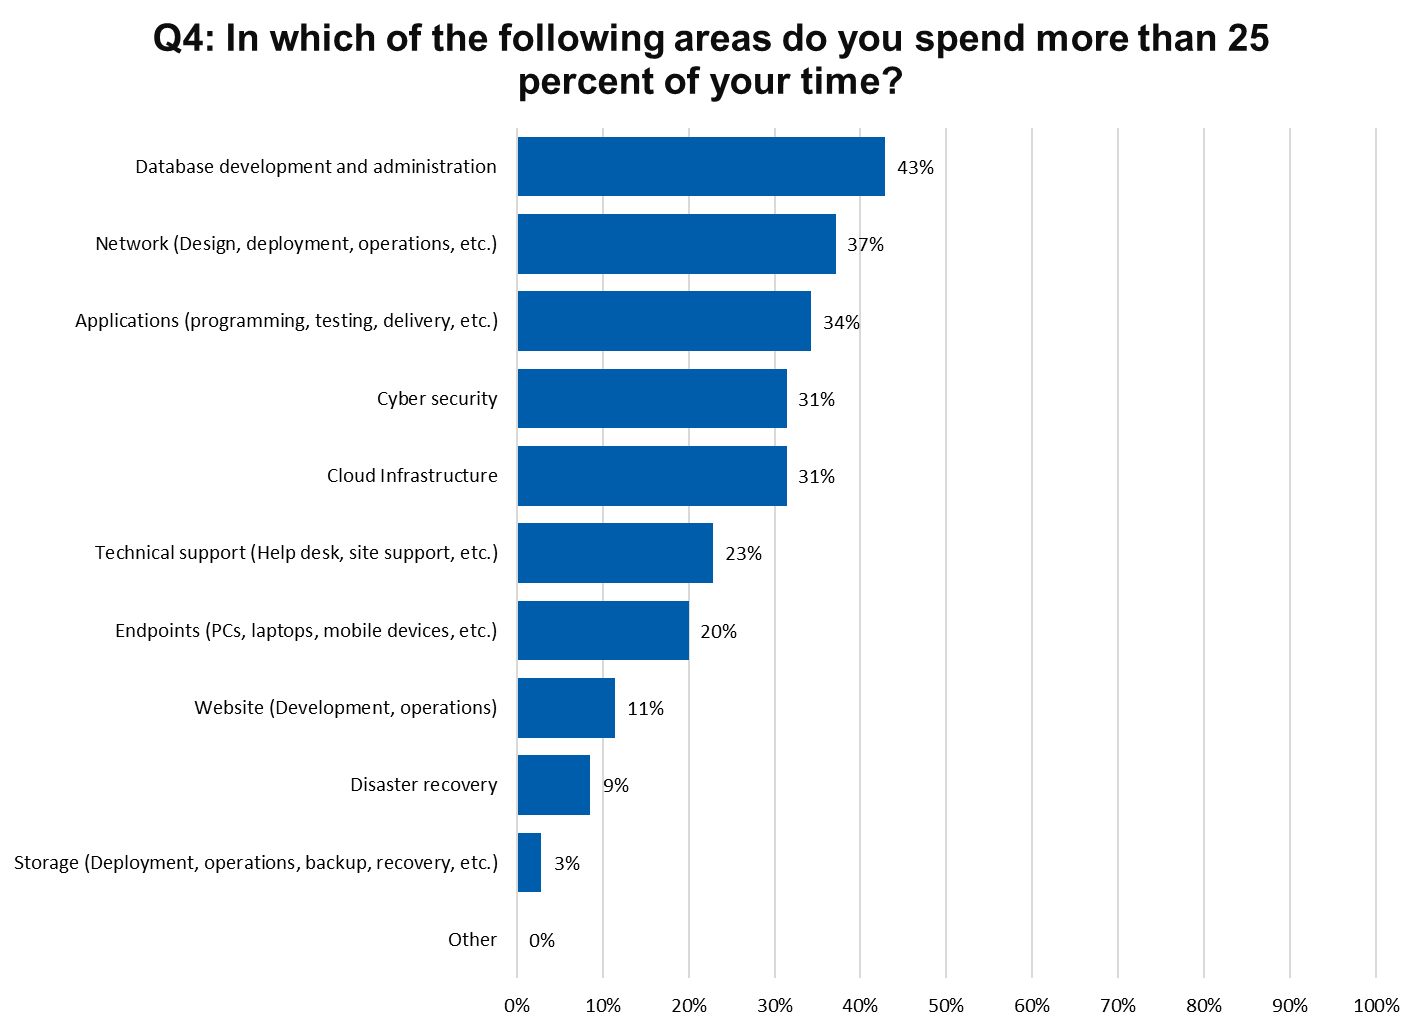 Q4: In which of the following areas do you spend more than 25
percent of your time?
Database development and administration 43%
Network (Design, deployment, operations, etc.) 37%
Applications (programming, testing, delivery, etc.) 34%
Cyber security 31%
Cloud Infrastructure 31%
Technical support (Help desk, site support, etc.) 23%
Endpoints (PCs, laptops, mobile devices, etc.) 20%
Website (Development, operations) 11%
Disaster recovery 9%
Storage (Deployment, operations, backup, recovery, etc.) 3%
Other 0%
0% 10% 20% 30% 40% 50% 60% 70% 80% 90% 100%